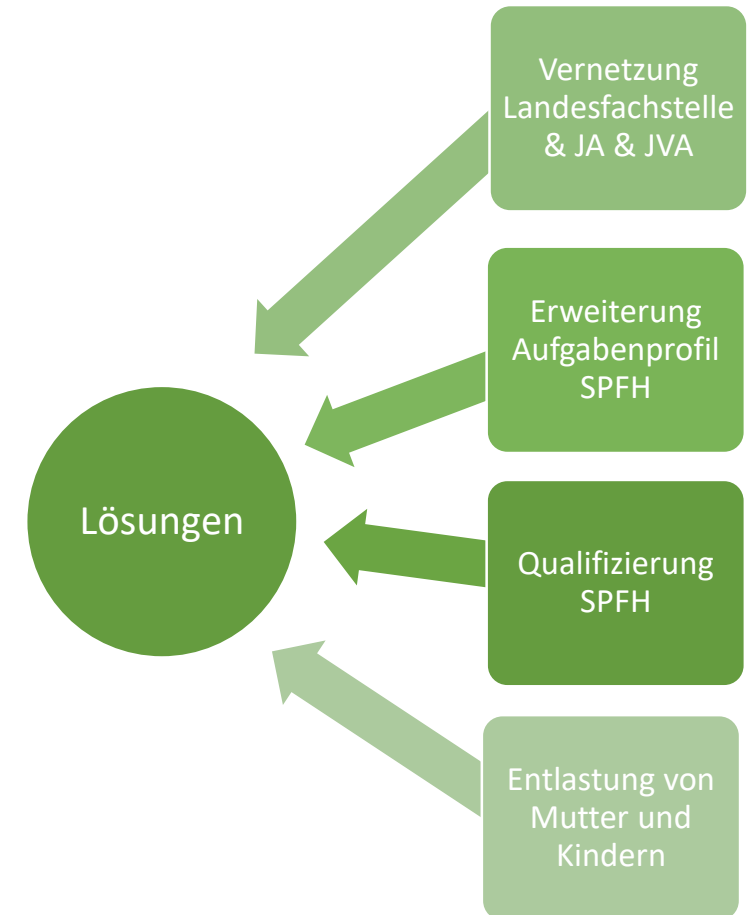 Vernetzung
Landesfachstelle
& JA & JVA
Erweiterung
Aufgabenprofil
SPFH
Lösungen
Qualifizierung
SPFH
Entlastung von
Mutter und
Kindern